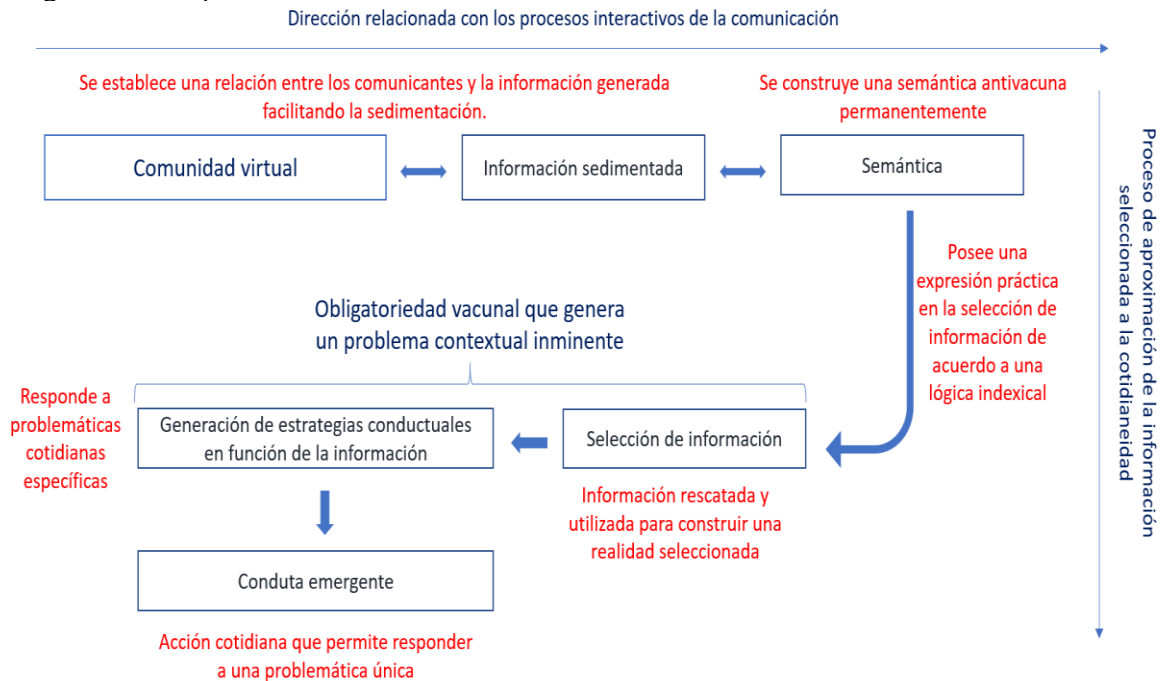 Dirección relacionada con los procesos interactivos de la comunicación
Se establece una relación entre los comunicantes y la información generada
facilitando la sedimentación.
Se construye una semántica antivacuna
permanentemente
Comunidad virtual
Información sedimentada
Semántica
Proceso de aproximación de la información
seleccionada a la cotidianeidad
Posee una
expresión práctica
en la selección de
información de
acuerdo a una
lógica indexical
Obligatoriedad vacunal que genera
un problema contextual inminente
Responde a
problemáticas
cotidianas
específicas
Generación de estrategias conductuales
en función de la información
Selección de información
Información rescatada y
utilizada para construir una
realidad seleccionada
Conduta emergente
Acción cotidiana que permite responder
a una problemática única